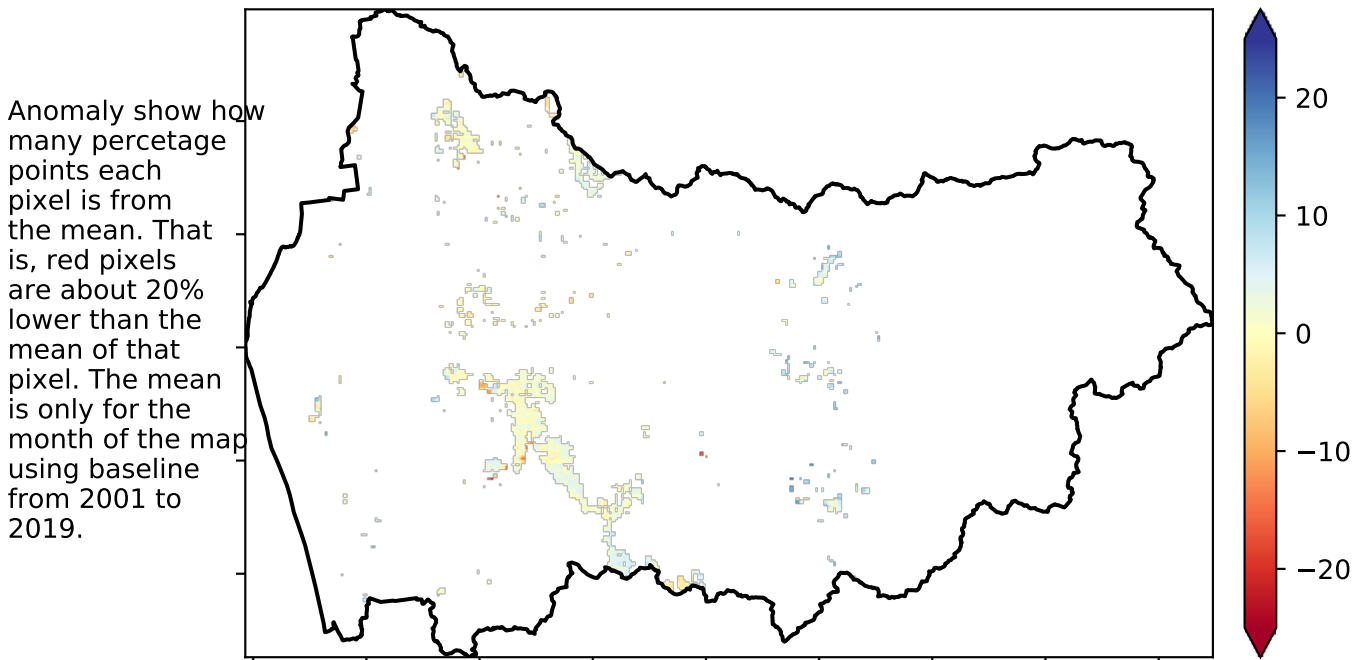 Anomaly show how
many percetage
points each
pixel is from
the mean. That
is, red pixels
are about 20%
lower than the
mean of that
pixel. The mean
is only for the
month of the map
using baseline
from 2001 to
2019.
20
10
0
−10
−20